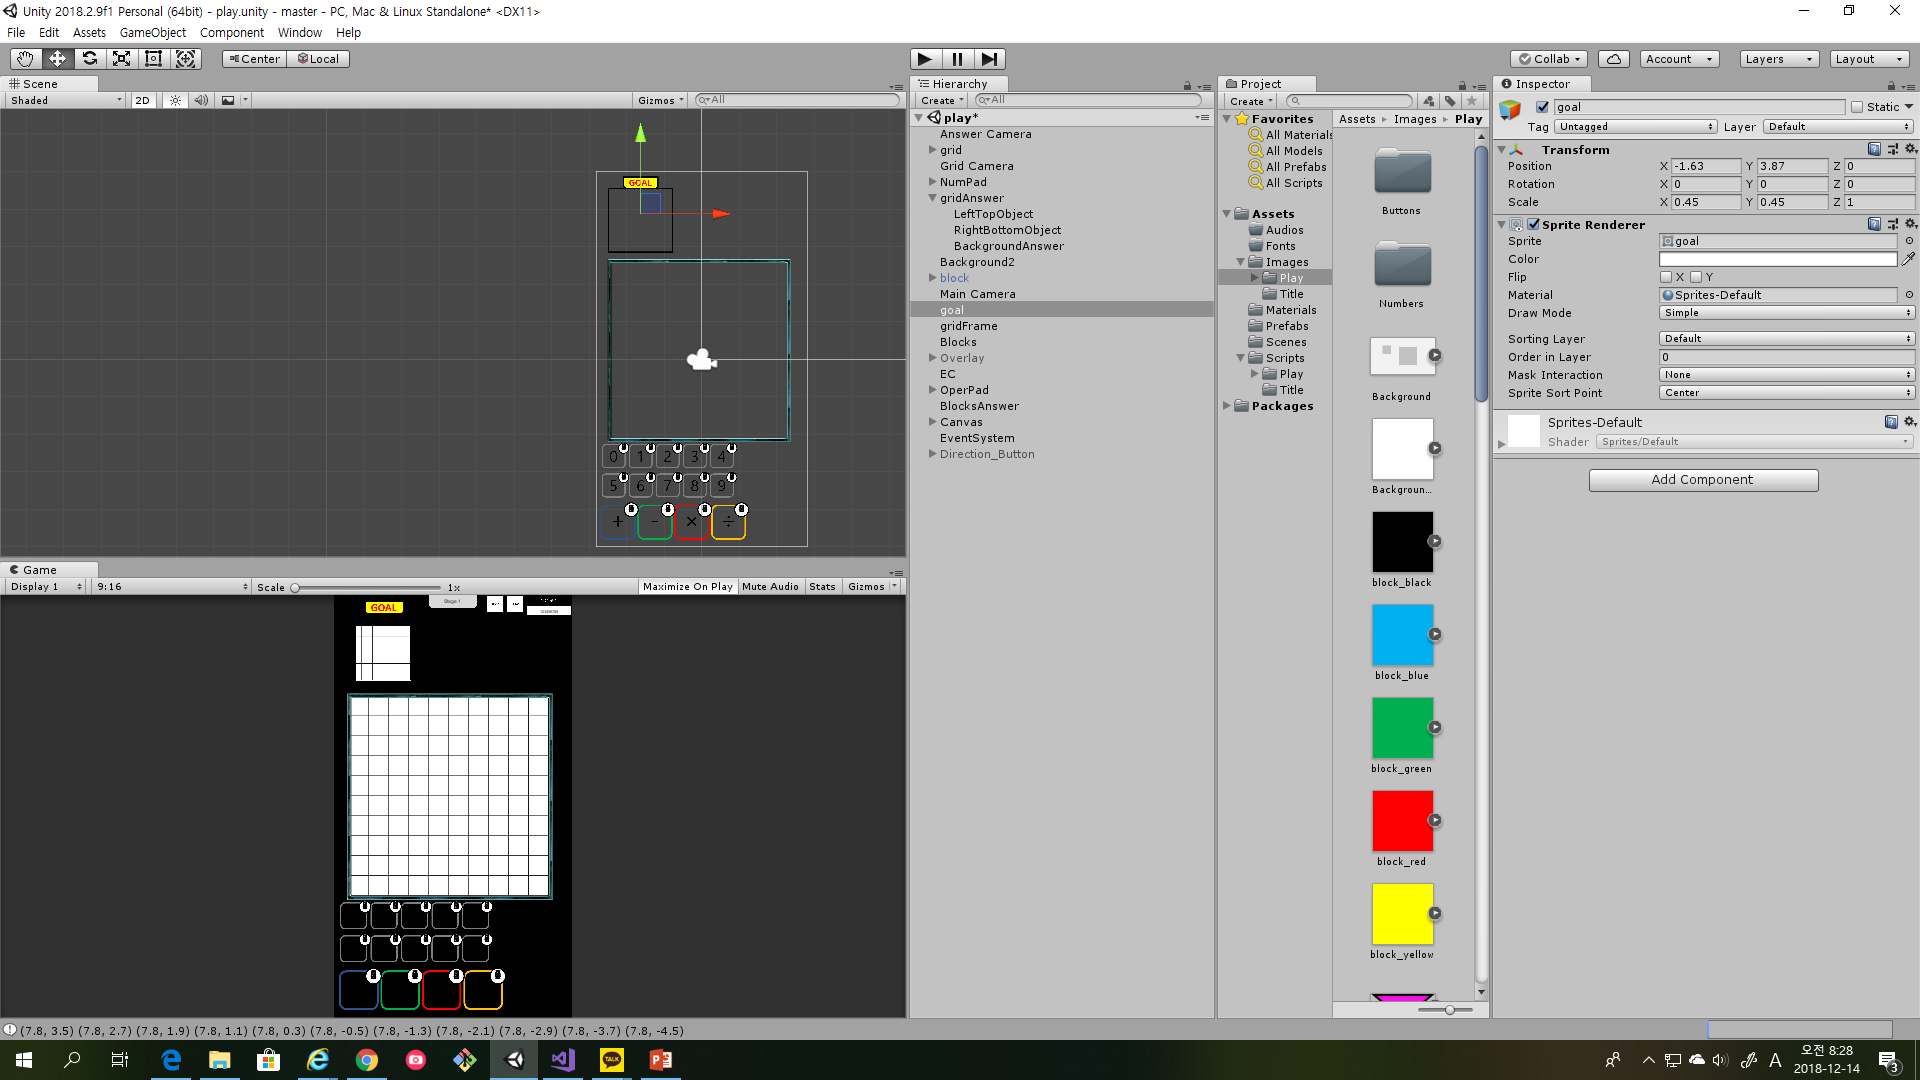 Unity 2018.2.9f1 Personal (64bit) - play.unity - master - PC, Mac & Linux Standalone* <DX11>
File Edit Assets GameObject Component Window Help
Center Local
Collab Account Layers Layout
Scene
Shaded 2D Gizmos All
GOAL
0 1 2 3 4
5 6 7 8 9
+ - × ÷
Game
Display 1 9:16 Scale 1x Maximize On Play Mute Audio Stats Gizmos
GOAL Stage 1
Hierarchy
Create All
play*
Answer Camera
grid
Grid Camera
NumPad
gridAnswer
LeftTopObject
RightBottomObject
BackgroundAnswer
Background2
block
Main Camera
goal
gridFrame
Blocks
Overlay
EC
OperPad
BlocksAnswer
Canvas
EventSystem
Direction_Button
Project
Create
Favorites
All Materials
All Models
All Prefabs
All Scripts
Assets
Audios
Fonts
Images
Play
Title
Materials
Prefabs
Scenes
Scripts
Play
Title
Packages
Assets Images Play
Buttons
Numbers
Background
Backgroun...
block_black
block_blue
block_green
block_red
block_yellow
Inspector
goal Static
Tag Untagged Layer Default
Transform
Position X -1.63 Y 3.87 Z 0
Rotation X 0 Y 0 Z 0
Scale X 0.45 Y 0.45 Z 1
Sprite Renderer
Sprite goal
Color
Flip X Y
Material Sprites-Default
Draw Mode Simple
Sorting Layer Default
Order in Layer 0
Mask Interaction None
Sprite Sort Point Center
Sprites-Default
Shader Sprites/Default
Add Component
(7.8, 3.5) (7.8, 2.7) (7.8, 1.9) (7.8, 1.1) (7.8, 0.3) (7.8, -0.5) (7.8, -1.3) (7.8, -2.1) (7.8, -2.9) (7.8, -3.7) (7.8, -4.5)
TALK
A
오전 8:28
2018-12-14
3